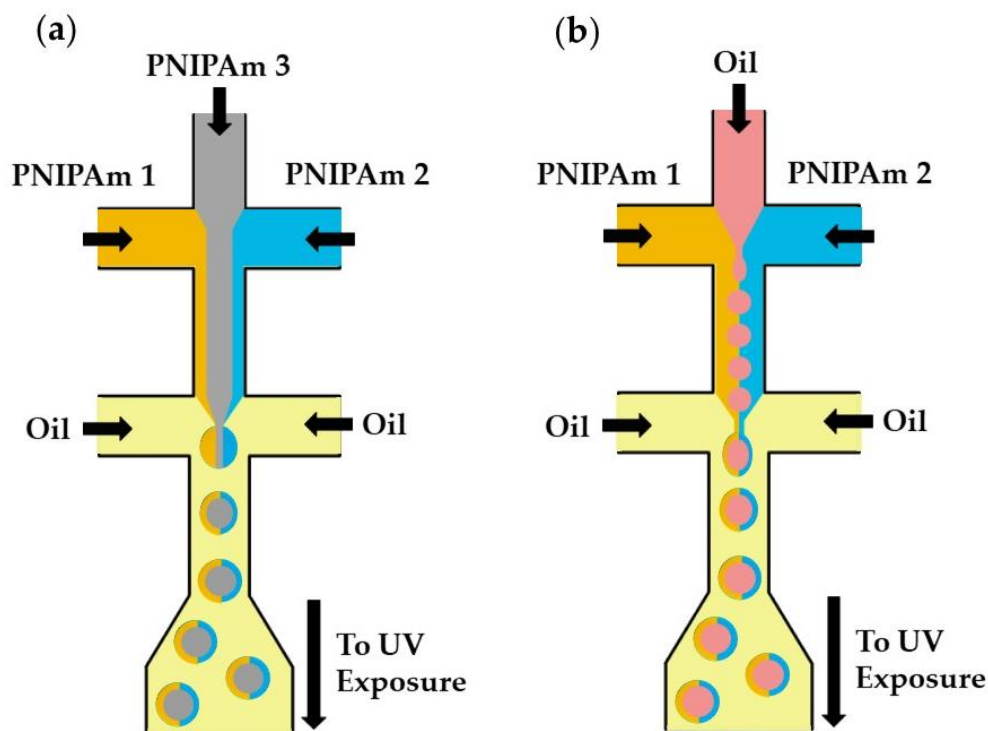 (a)
PNIPAm 3
PNIPAm 1
PNIPAm 2
Oil
Oil
To UV
Exposure
(b)
Oil
PNIPAm 1
PNIPAm 2
Oil
Oil
To UV
Exposure